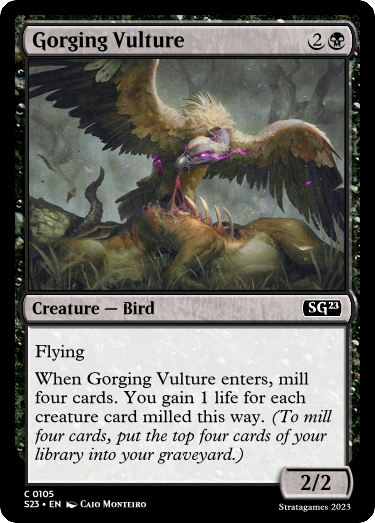 Gorging Vulture 2
Creature — Bird SG23
Flying
When Gorging Vulture enters, mill
four cards. You gain 1 life for each
creature card milled this way. (To mill
four cards, put the top four cards of your
library into your graveyard.)
2/2
C 0105
S23 • EN Caio Monteiro
Stratagames 2023